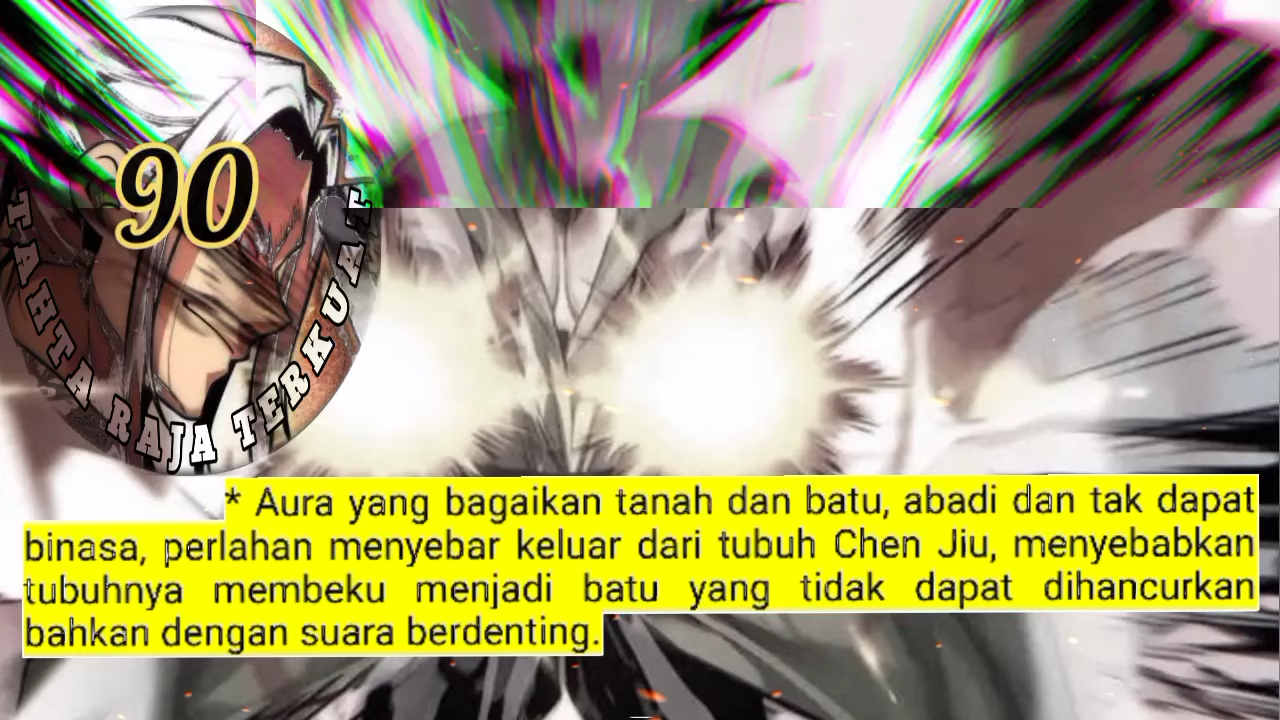 90
TAHTA RAJA TERKUAT
* Aura yang bagaikan tanah dan batu, abadi dan tak dapat
binasa, perlahan menyebar keluar dari tubuh Chen Jiu, menyebabkan
tubuhnya membeku menjadi batu yang tidak dapat dihancurkan
bahkan dengan suara berdenting.